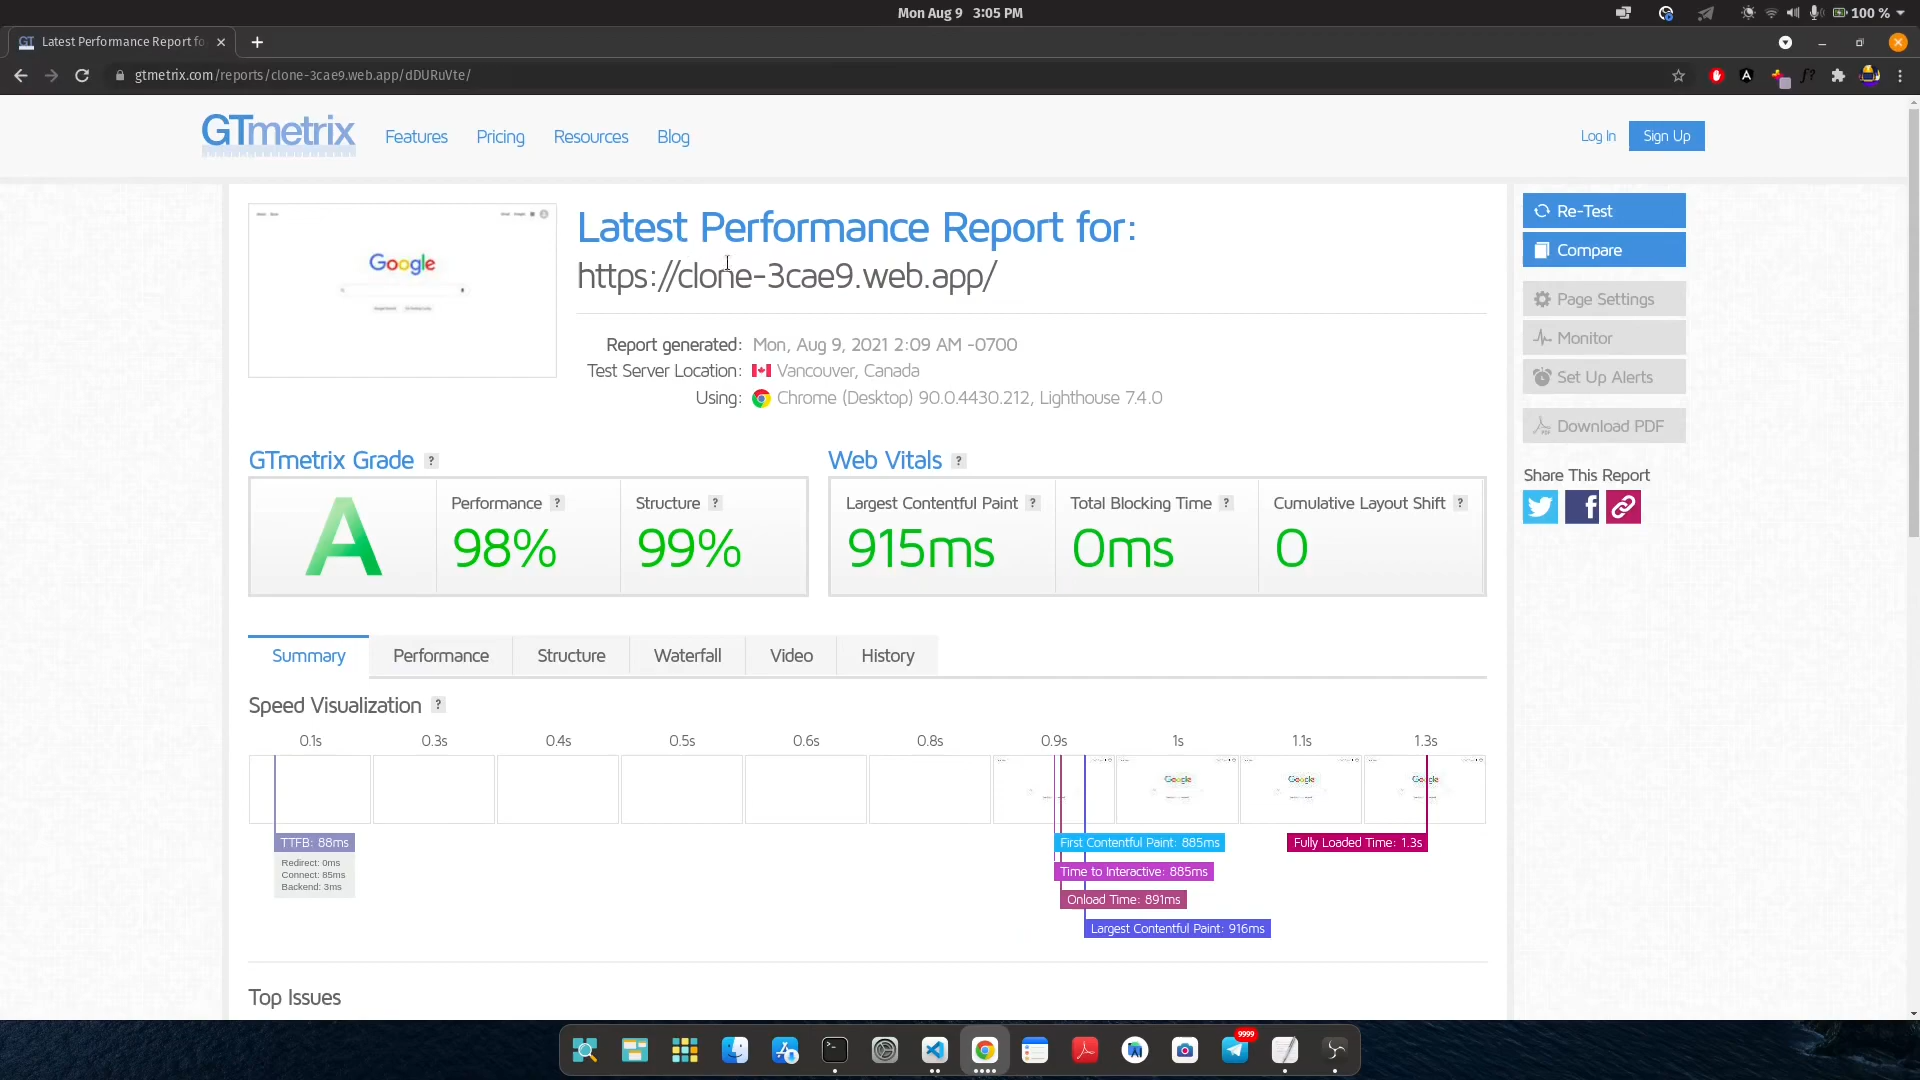 Mon Aug 9 3:05 PM
100 %
GT Latest Performance Report fo
gtmetrix.com/reports/clone-3cae9.web.app/dDURuVte/
GTmetrix
Features
Pricing
Resources
Blog
Log In
Sign Up
Google
Latest Performance Report for:
https://clone-3cae9.web.app/
Report generated: Mon, Aug 9, 2021 2:09 AM -0700
Test Server Location: Vancouver, Canada
Using: Chrome (Desktop) 90.0.4430.212, Lighthouse 7.4.0
Re-Test
Compare
Page Settings
Monitor
Set Up Alerts
Download PDF
Share This Report
GTmetrix Grade ?
Web Vitals ?
A
Performance ?
98%
Structure ?
99%
Largest Contentful Paint ?
915ms
Total Blocking Time ?
0ms
Cumulative Layout Shift ?
0
Summary
Performance
Structure
Waterfall
Video
History
Speed Visualization ?
0.1s 0.3s 0.4s 0.5s 0.6s 0.8s 0.9s 1s 1.1s 1.3s
Google Google Google
TTFB: 88ms
Redirect: 0ms
Connect: 85ms
Backend: 3ms
First Contentful Paint: 885ms
Time to Interactive: 885ms
Onload Time: 891ms
Largest Contentful Paint: 916ms
Fully Loaded Time: 1.3s
Top Issues
9999